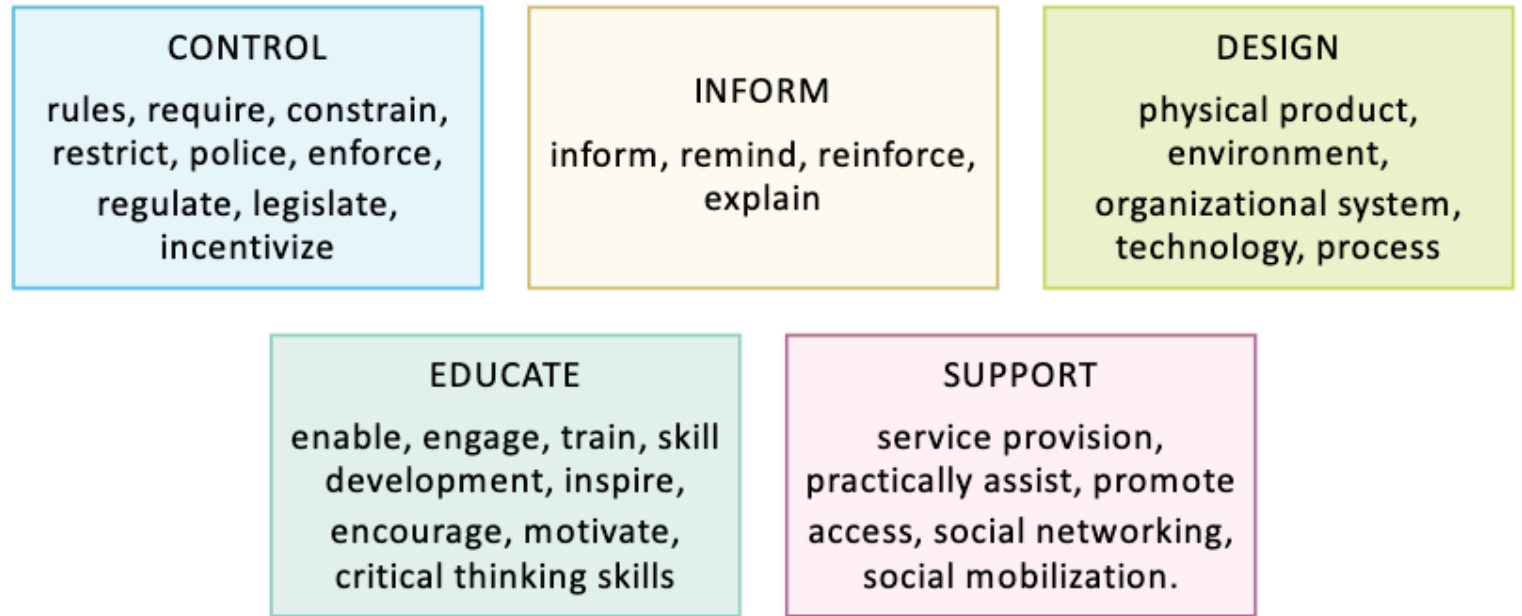 CONTROL
rules, require, constrain,
restrict, police, enforce,
regulate, legislate,
incentivize
INFORM
inform, remind, reinforce,
explain
DESIGN
physical product,
environment,
organizational system,
technology, process
EDUCATE
enable, engage, train, skill
development, inspire,
encourage, motivate,
critical thinking skills
SUPPORT
service provision,
practically assist, promote
access, social networking,
social mobilization.